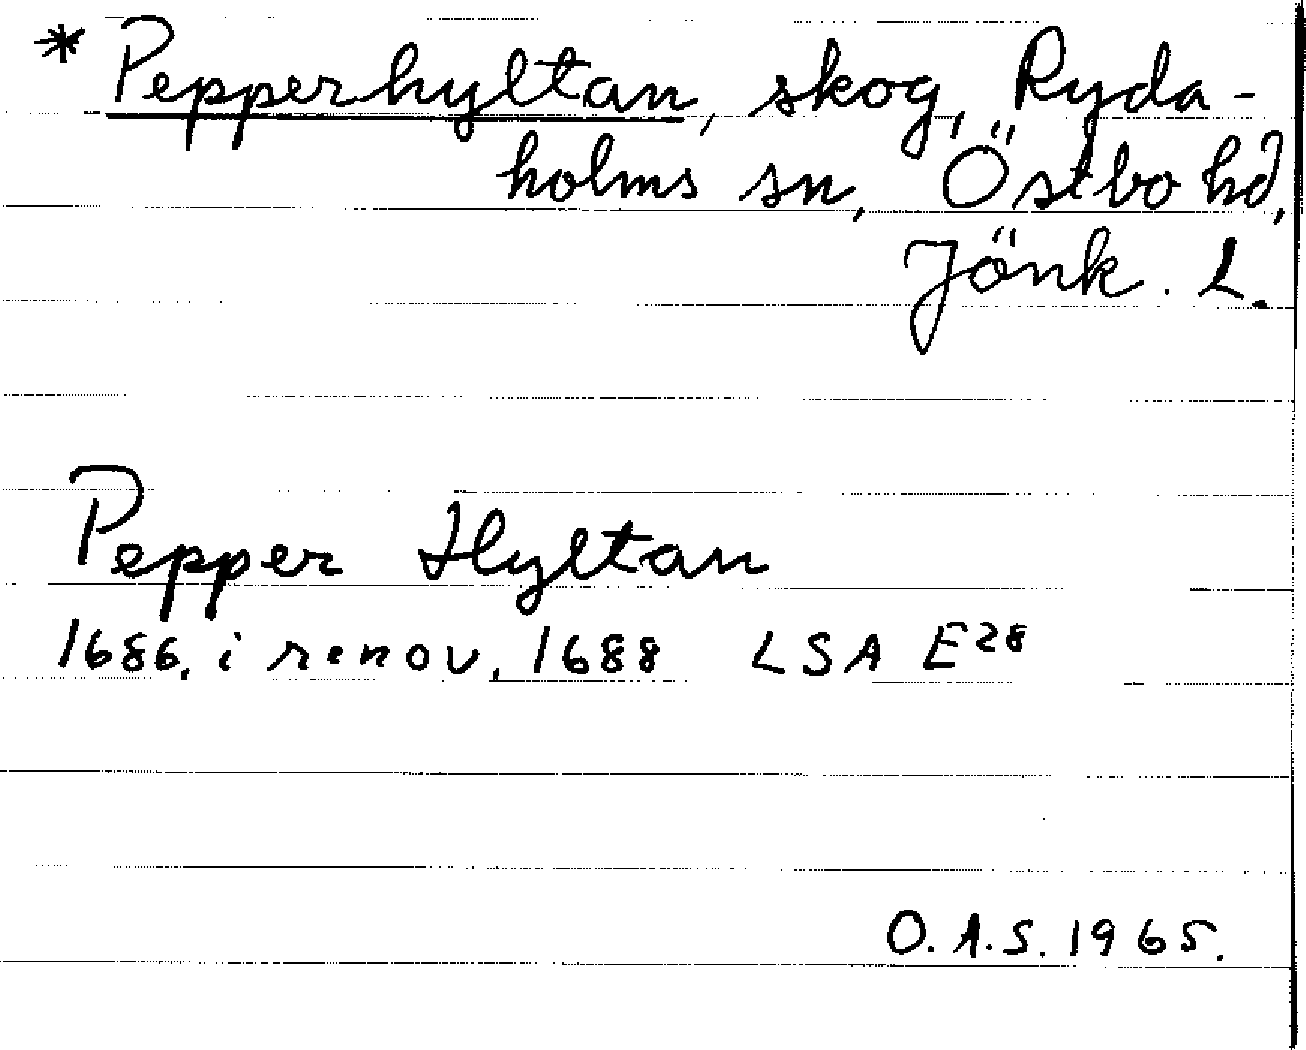 * Pepperhyltan, skog, Ryda-
holms sn, Östbo hd,
Jönk. L.
Pepper Hyltan
1686, i renov, 1688 LSA E28
O.A.S. 1965.